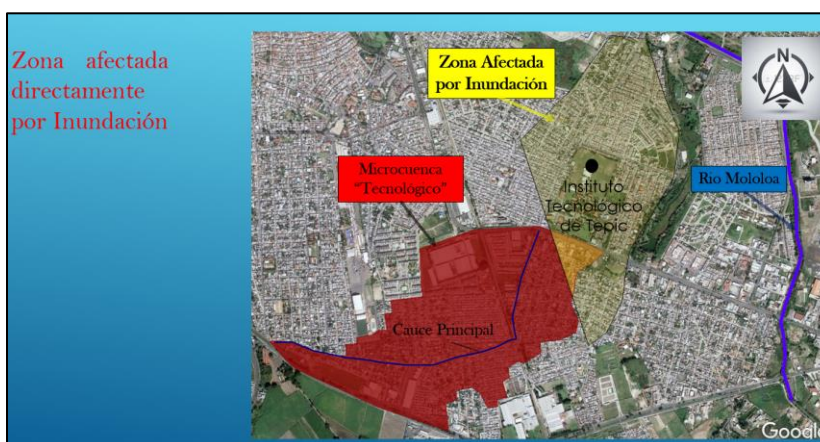 Zona afectada
directamente
por Inundación
Zona Afectada
por Inundación
N
Microcuenca
"Tecnológico"
Instituto
Tecnológico
de Tepic
Rio Mololoa
Cauce Principal
Google